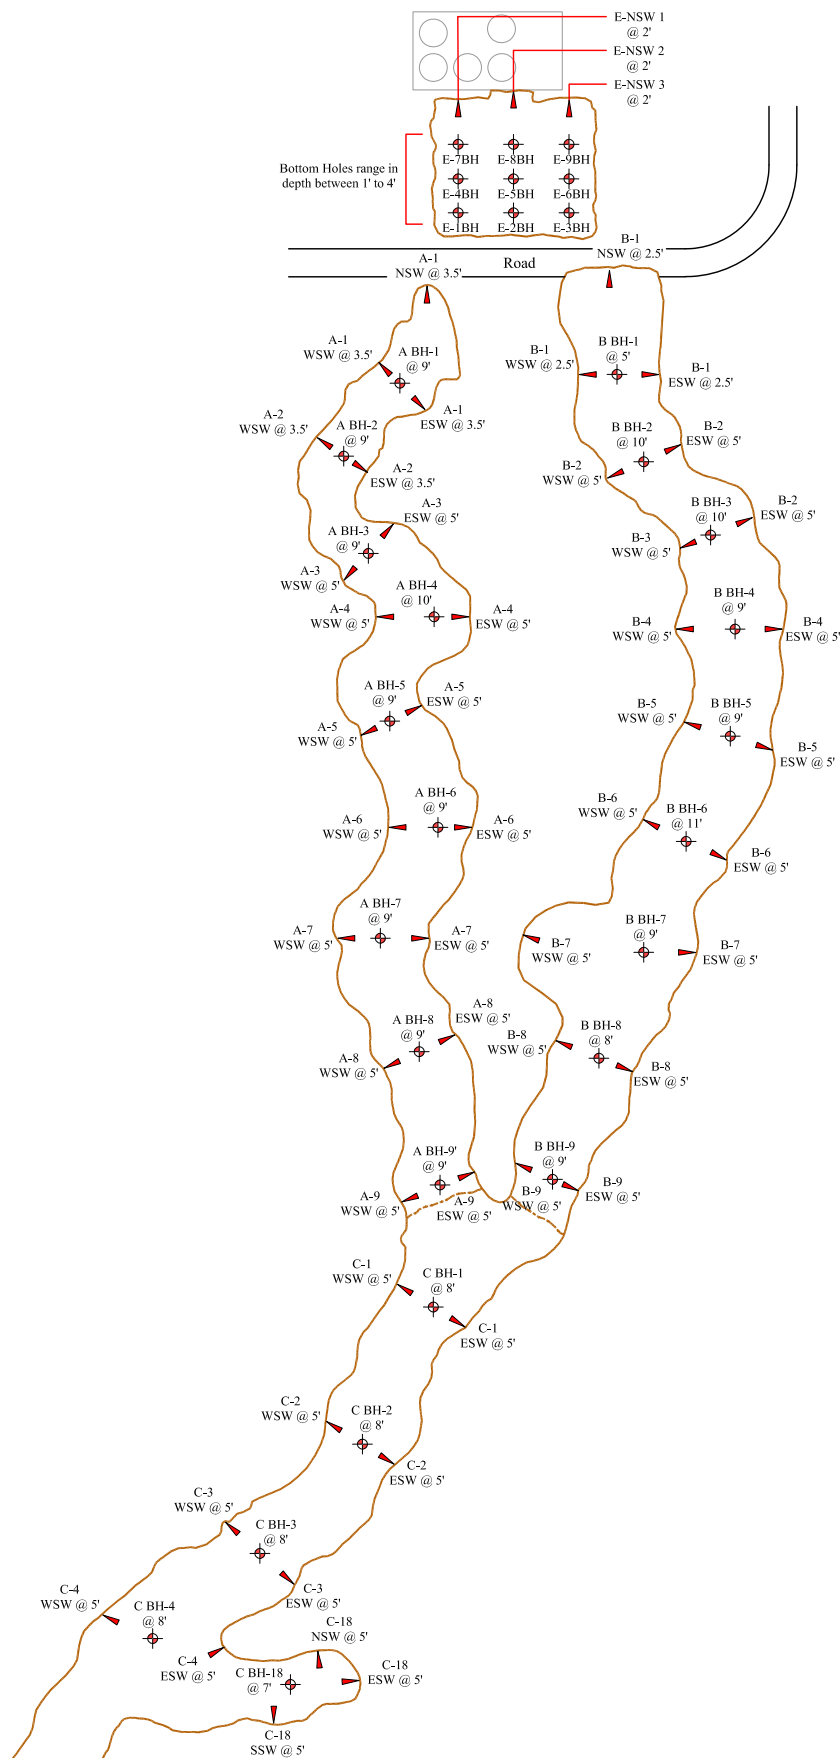 E-NSW 1
@ 2'
E-NSW 2
@ 2'
E-NSW 3
@ 2'
E-7BH
E-8BH
E-9BH
Bottom Holes range in
depth between 1' to 4'
E-4BH
E-5BH
E-6BH
E-1BH
E-2BH
E-3BH
B-1
NSW @ 2.5'
A-1
NSW @ 3.5'
Road
A-1
WSW @ 3.5'
A BH-1
@ 9'
B-1
WSW @ 2.5'
B BH-1
@ 5'
B-1
ESW @ 2.5'
A-1
ESW @ 3.5'
A-2
WSW @ 3.5'
A BH-2
@ 9'
B BH-2
@ 10'
B-2
ESW @ 5'
A-2
ESW @ 3.5'
B-2
WSW @ 5'
A-3
ESW @ 5'
B BH-3
@ 10'
B-2
ESW @ 5'
A BH-3
@ 9'
B-3
WSW @ 5'
A-3
WSW @ 5'
A BH-4
@ 10'
B BH-4
@ 9'
A-4
WSW @ 5'
A-4
ESW @ 5'
B-4
WSW @ 5'
B-4
ESW @ 5'
A BH-5
@ 9'
A-5
ESW @ 5'
B-5
WSW @ 5'
B BH-5
@ 9'
A-5
WSW @ 5'
B-5
ESW @ 5'
A BH-6
@ 9'
B-6
WSW @ 5'
B BH-6
@ 11'
A-6
WSW @ 5'
A-6
ESW @ 5'
B-6
ESW @ 5'
A BH-7
@ 9'
B BH-7
@ 9'
A-7
WSW @ 5'
A-7
ESW @ 5'
B-7
WSW @ 5'
B-7
ESW @ 5'
A-8
ESW @ 5'
A BH-8
@ 9'
B-8
WSW @ 5'
B BH-8
@ 8'
A-8
WSW @ 5'
B-8
ESW @ 5'
A BH-9'
@ 9'
B BH-9
@ 9'
A-9
WSW @ 5'
A-9
ESW @ 5'
B-9
WSW @ 5'
B-9
ESW @ 5'
C-1
WSW @ 5'
C BH-1
@ 8'
C-1
ESW @ 5'
C-2
WSW @ 5'
C BH-2
@ 8'
C-2
ESW @ 5'
C-3
WSW @ 5'
C BH-3
@ 8'
C-3
ESW @ 5'
C-4
WSW @ 5'
C BH-4
@ 8'
C-18
NSW @ 5'
C-4
ESW @ 5'
C BH-18
@ 7'
C-18
ESW @ 5'
C-18
SSW @ 5'